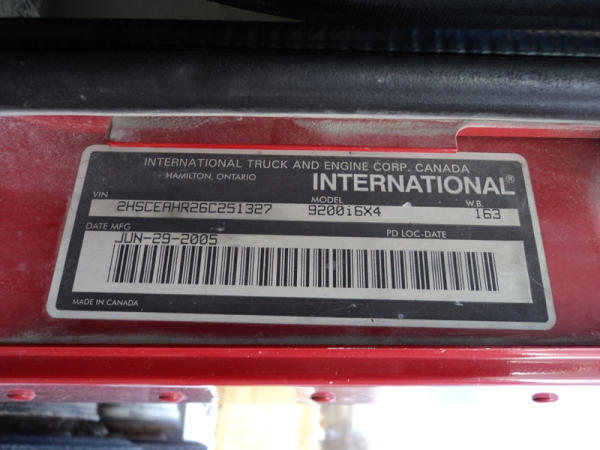 INTERNATIONAL TRUCK AND ENGINE CORP. CANADA
HAMILTON, ONTARIO
INTERNATIONAL®
VIN MODEL W.B.
2HSCEAHR26C251327 9200i6X4 163
DATE MFG PD LOC-DATE
JUN-29-2005
MADE IN CANADA